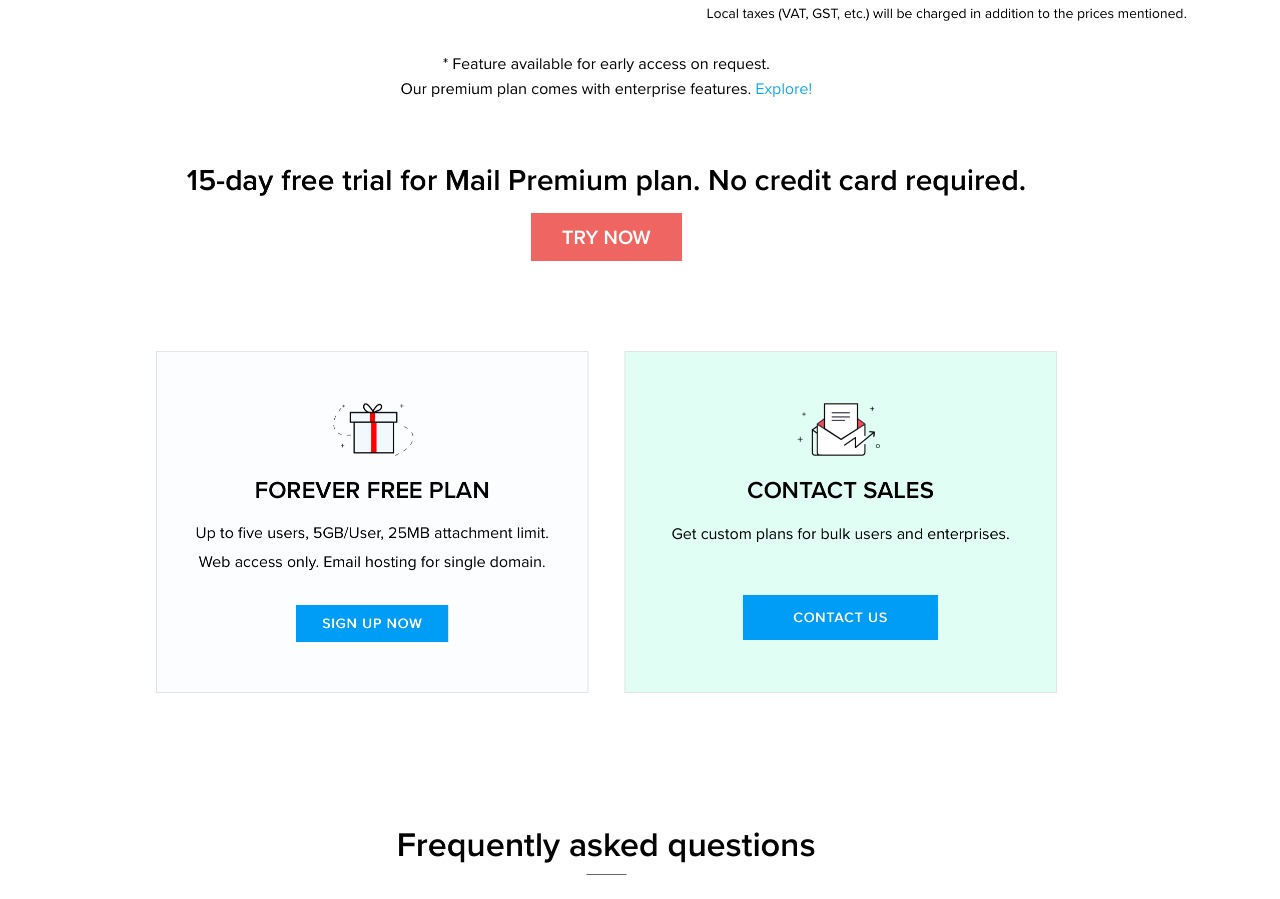 Local taxes (VAT, GST, etc.) will be charged in addition to the prices mentioned.
* Feature available for early access on request.
Our premium plan comes with enterprise features. Explore!
15-day free trial for Mail Premium plan. No credit card required.
TRY NOW
FOREVER FREE PLAN
Up to five users, 5GB/User, 25MB attachment limit.
Web access only. Email hosting for single domain.
SIGN UP NOW
CONTACT SALES
Get custom plans for bulk users and enterprises.
CONTACT US
Frequently asked questions